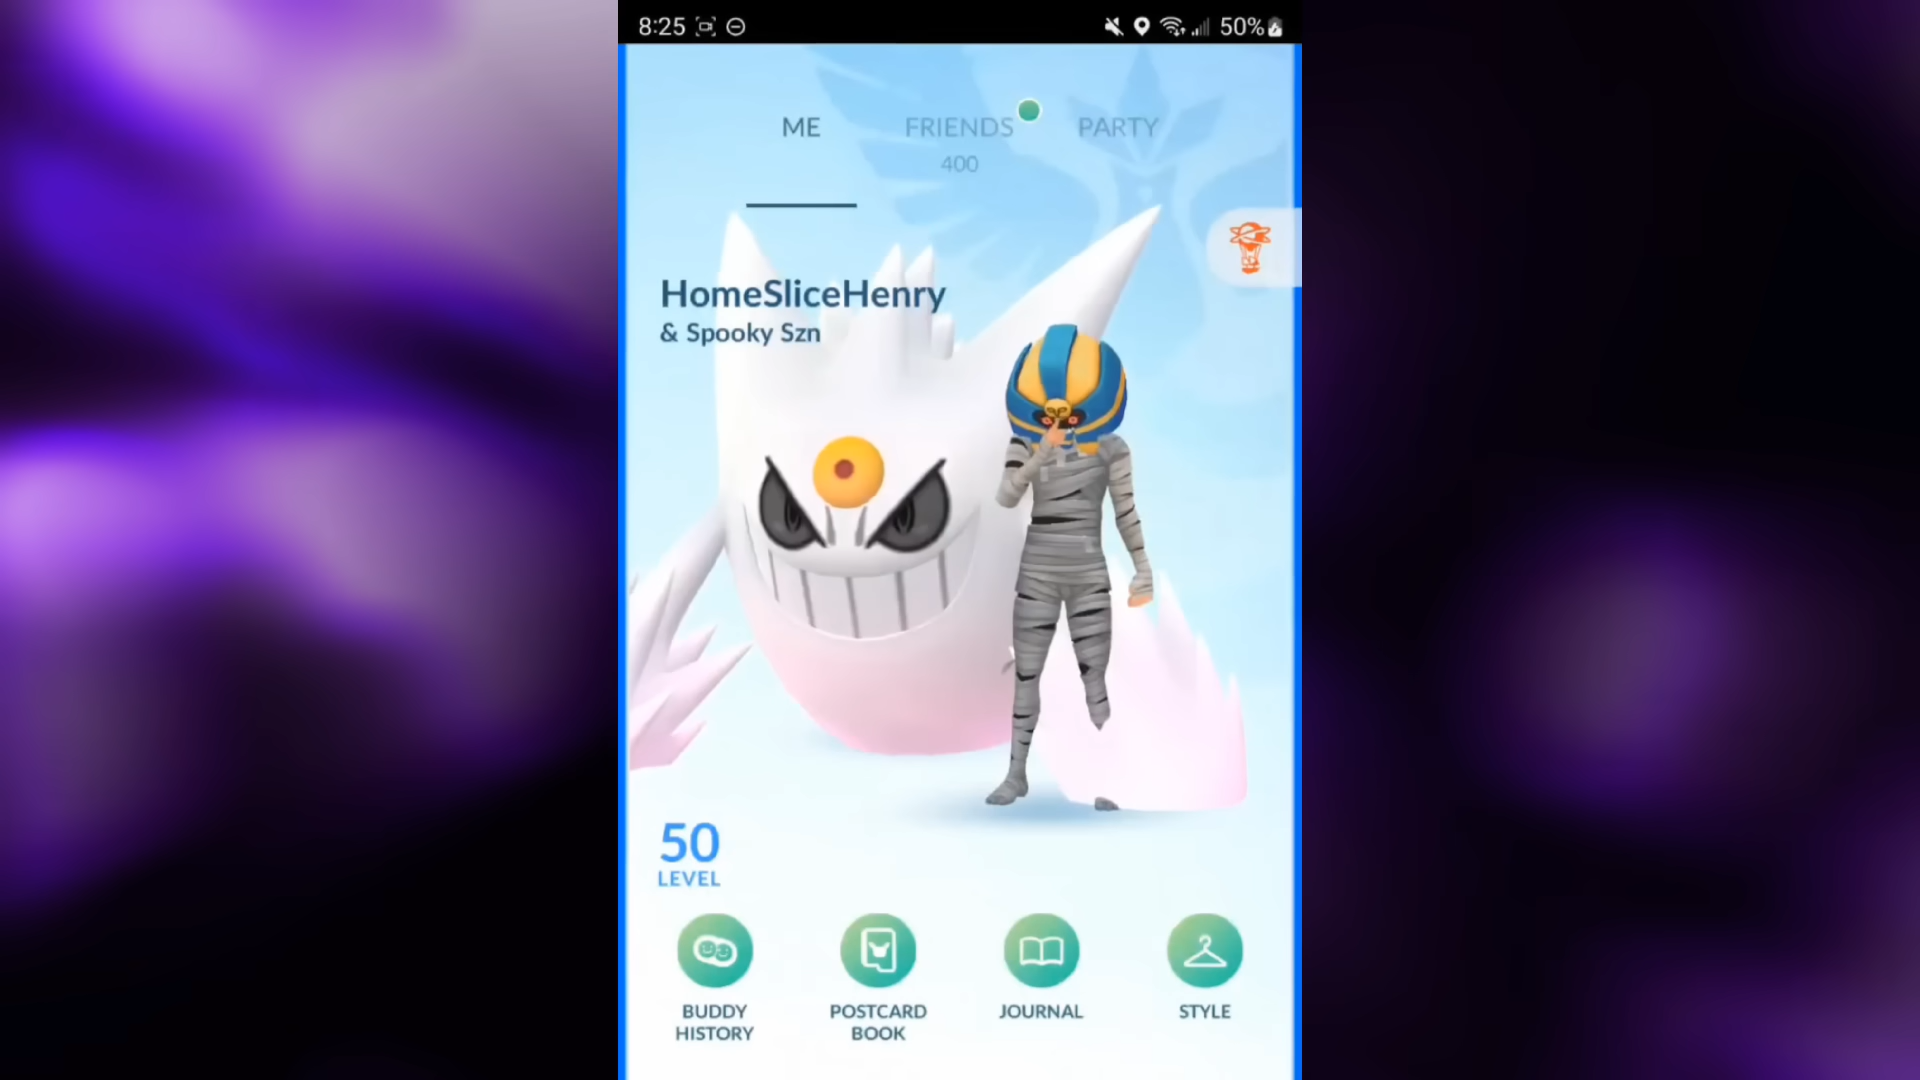 8:25
50%
ME
FRIENDS
PARTY
400
HomeSliceHenry
& Spooky Szn
50
LEVEL
BUDDY
HISTORY
POSTCARD
BOOK
JOURNAL
STYLE